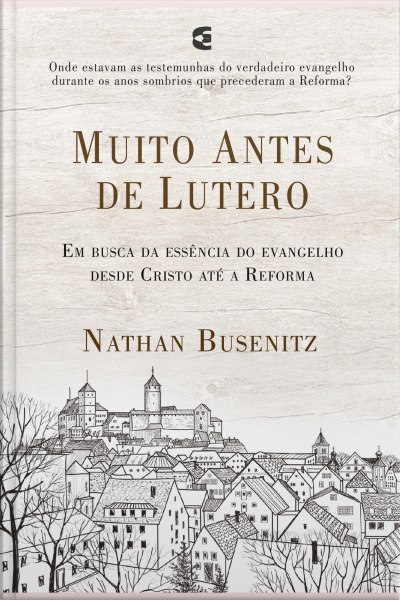 Onde estavam as testemunhas do verdadeiro evangelho
durante os anos sombrios que precederam a Reforma?
MUITO ANTES
DE LUTERO
EM BUSCA DA ESSÊNCIA DO EVANGELHO
DESDE CRISTO ATÉ A REFORMA
NATHAN BUSENITZ